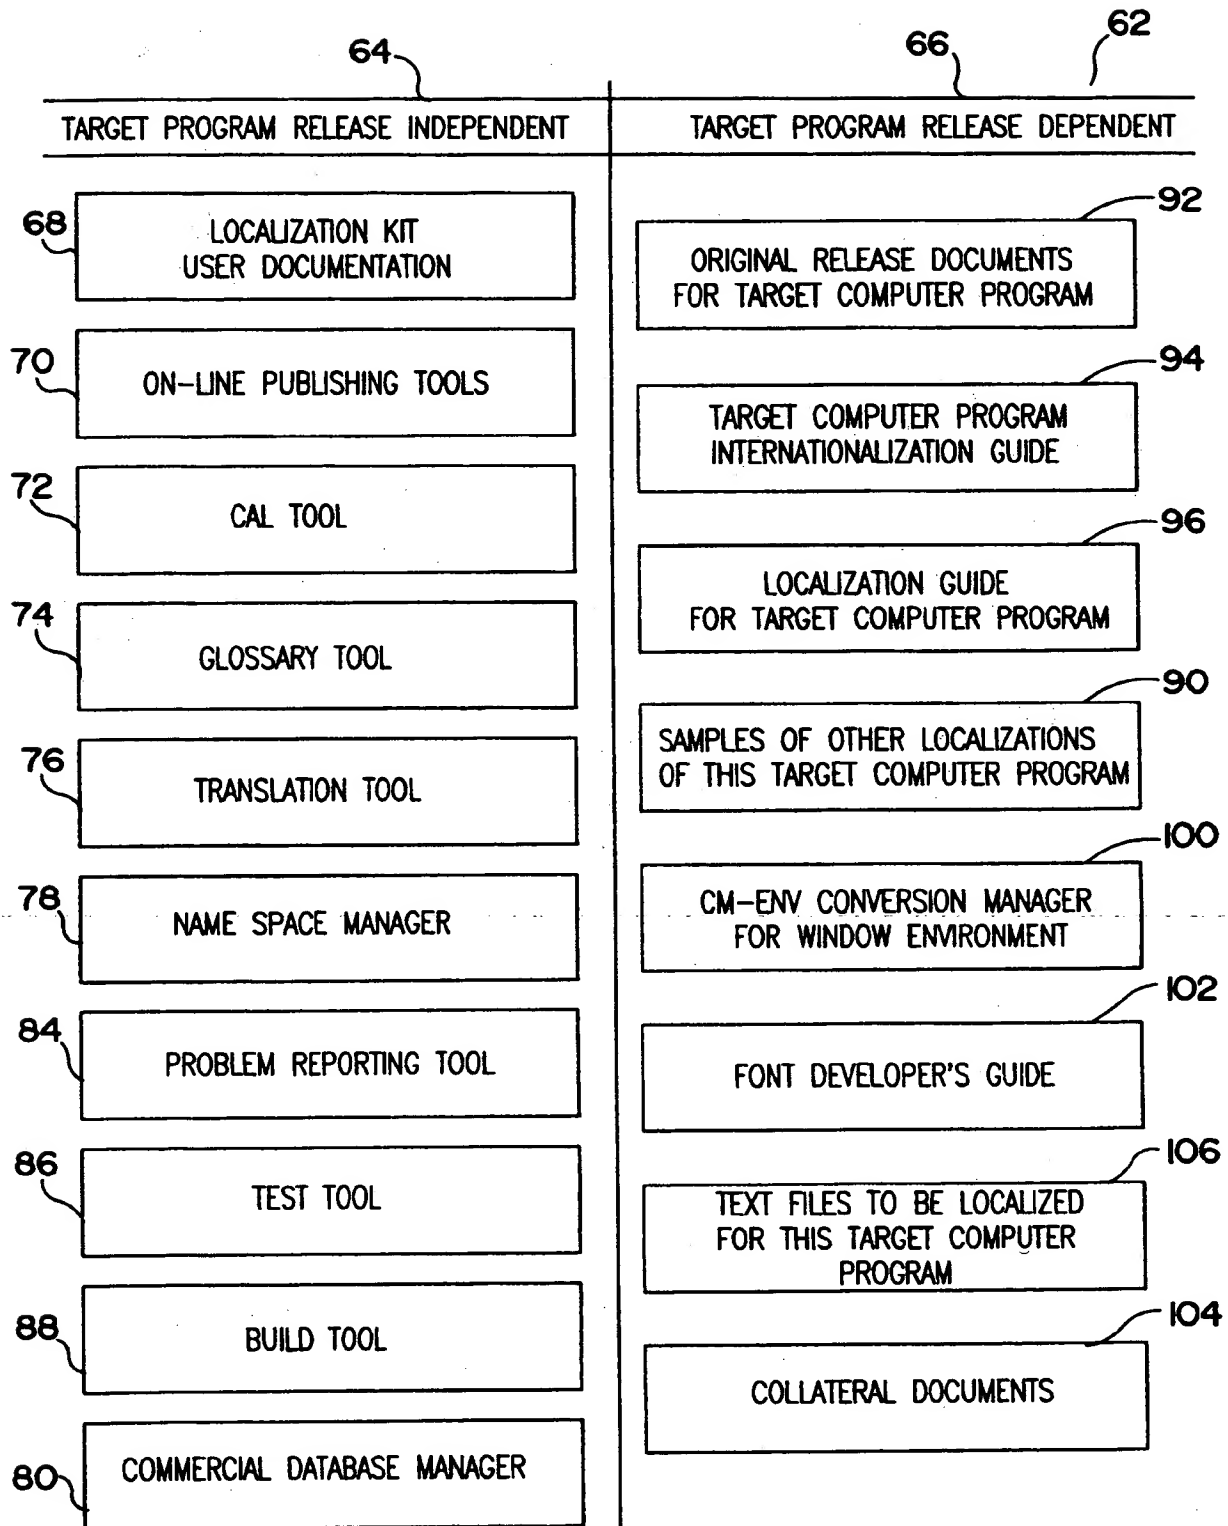 62
64
66
TARGET PROGRAM RELEASE INDEPENDENT
TARGET PROGRAM RELEASE DEPENDENT
68
LOCALIZATION KIT
USER DOCUMENTATION
70
ON-LINE PUBLISHING TOOLS
72
CAL TOOL
74
GLOSSARY TOOL
76
TRANSLATION TOOL
78
NAME SPACE MANAGER
84
PROBLEM REPORTING TOOL
86
TEST TOOL
88
BUILD TOOL
80
COMMERCIAL DATABASE MANAGER
92
ORIGINAL RELEASE DOCUMENTS
FOR TARGET COMPUTER PROGRAM
94
TARGET COMPUTER PROGRAM
INTERNATIONALIZATION GUIDE
96
LOCALIZATION GUIDE
FOR TARGET COMPUTER PROGRAM
90
SAMPLES OF OTHER LOCALIZATIONS
OF THIS TARGET COMPUTER PROGRAM
100
CM-ENV CONVERSION MANAGER
FOR WINDOW ENVIRONMENT
102
FONT DEVELOPER'S GUIDE
106
TEXT FILES TO BE LOCALIZED
FOR THIS TARGET COMPUTER
PROGRAM
104
COLLATERAL DOCUMENTS